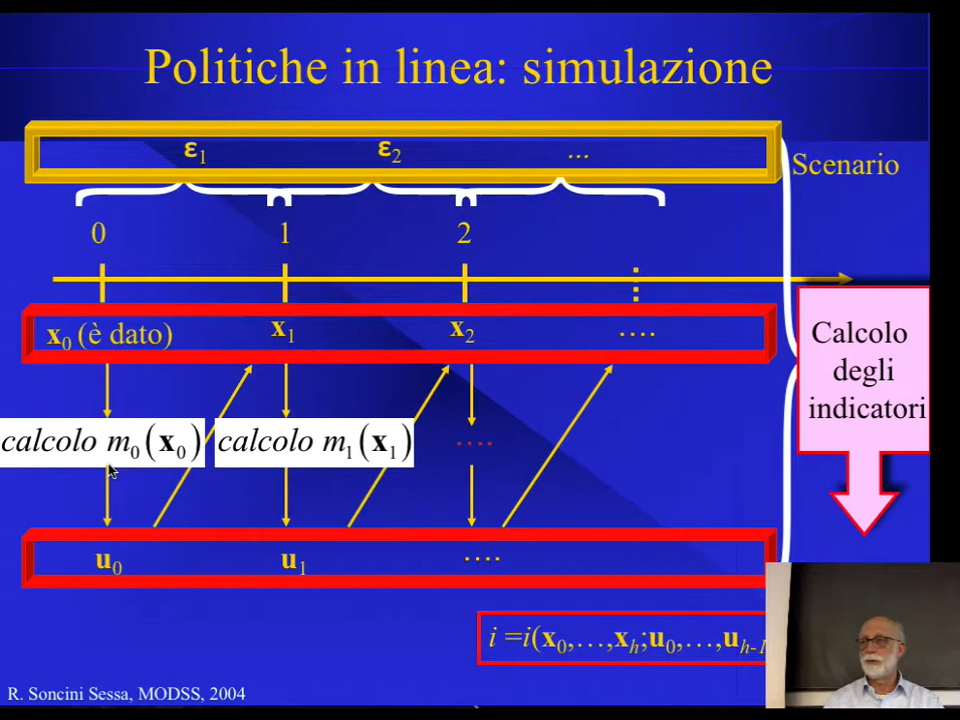 Politiche in linea: simulazione
ε1 ε2 ...
Scenario
0 1 2
x0 (è dato) x1 x2 ....
Calcolo
degli
indicatori
calcolo m0(x0) calcolo m1(x1) ....
u0 u1 ....
i =i(x0,…,xh;u0,…,uh-1
R. Soncini Sessa, MODSS, 2004